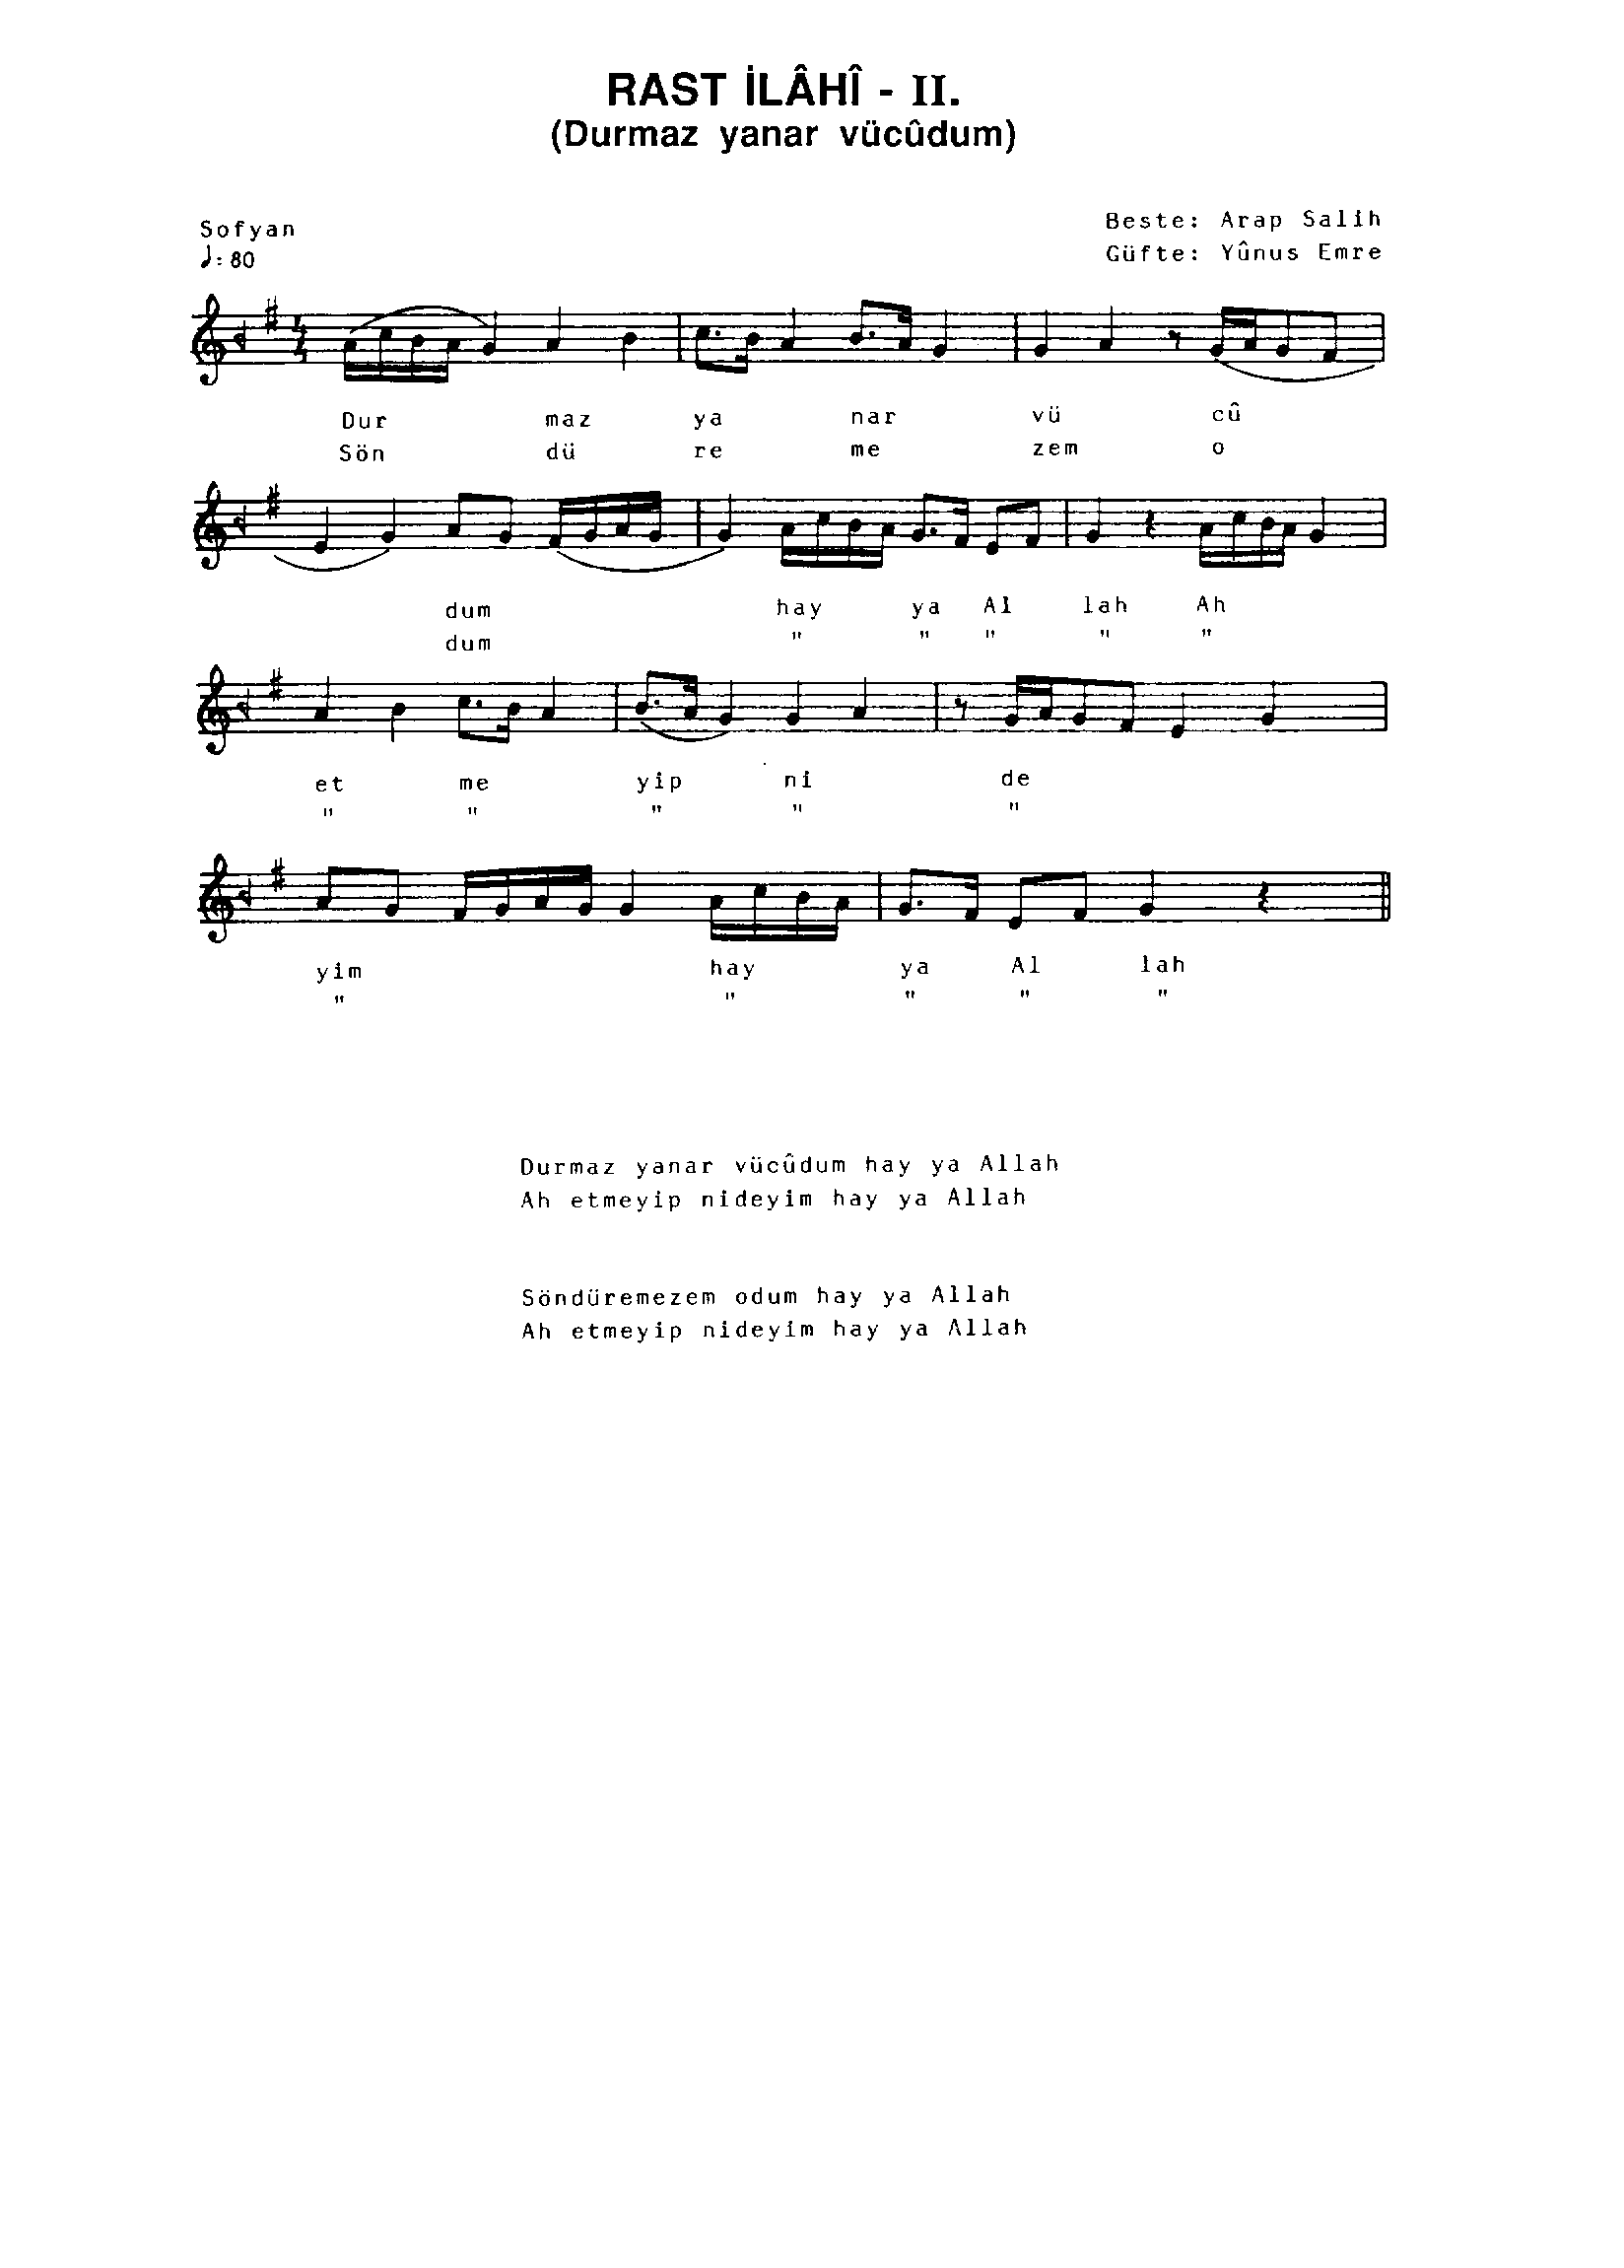 RAST İLÂHÎ - II.
(Durmaz yanar vücûdum)
Sofyan
Beste: Arap Salih
♩=80
Güfte: Yûnus Emre
4/4
Dur maz ya nar vü cû
Sön dü re me zem o
dum hay ya Al lah Ah
dum " " " " "
et me yip ni de
" " " " "
yim hay ya Al lah
" " " " "
Durmaz yanar vücûdum hay ya Allah
Ah etmeyip nideyim hay ya Allah
Söndüremezem odum hay ya Allah
Ah etmeyip nideyim hay ya Allah